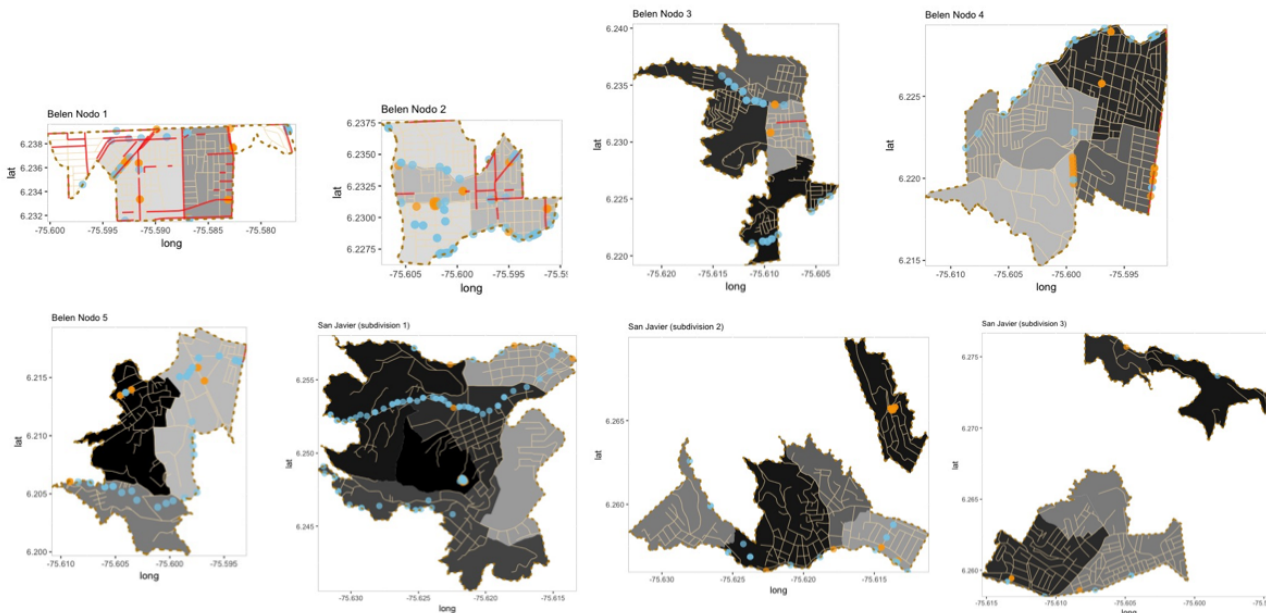 Belen Nodo 1
6.238
6.236
6.234
6.232
lat
-75.600 -75.595 -75.590 -75.585 -75.580
long
Belen Nodo 2
6.2375
6.2350
6.2325
6.2300
6.2275
lat
-75.605 -75.600 -75.595
long
Belen Nodo 3
6.240
6.235
6.230
6.225
6.220
lat
-75.620 -75.615 -75.610 -75.605
long
Belen Nodo 4
6.225
6.220
6.215
lat
-75.610 -75.605 -75.600 -75.595
long
Belen Nodo 5
6.215
6.210
6.205
6.200
lat
-75.610 -75.605 -75.600 -75.595
long
San Javier (subdivision 1)
6.255
6.250
6.245
lat
-75.630 -75.625 -75.620 -75.615
long
San Javier (subdivision 2)
6.265
6.260
lat
-75.630 -75.625 -75.620 -75.615
long
San Javier (subdivision 3)
6.275
6.270
6.265
6.260
lat
-75.615 -75.610 -75.605 -75.600
long